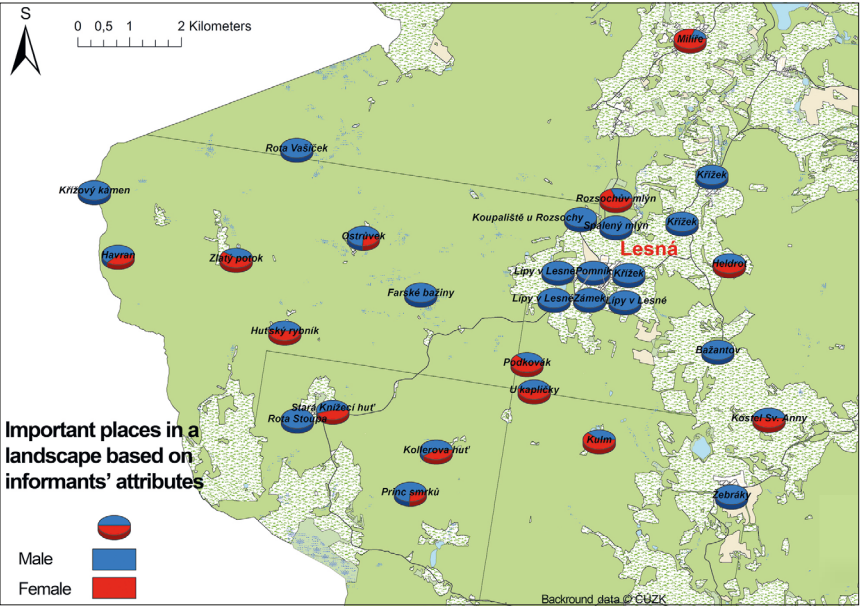 S
0 0,5 1 2 Kilometers
Milíře
Rota Vašíček
Křížek
Křížový kámen
Rozsochův mlýn
Koupaliště u Rozsochy
Spálený mlýn
Křížek
Ostrůvek
Lesná
Havran
Zlatý potok
Heldrot
Lípy v Lesné
Pomník
Křížek
Farské bažiny
Lípy v Lesné
Zámek
Lípy v Lesné
Huťský rybník
Bažantov
Podkovák
U kapličky
Stará Knížecí huť
Rota Stoupa
Kostel Sv. Anny
Kulm
Kollerova huť
Princ smrků
Žebráky
Important places in a
landscape based on
informants' attributes
Male
Female
Backround data © ČÚZK